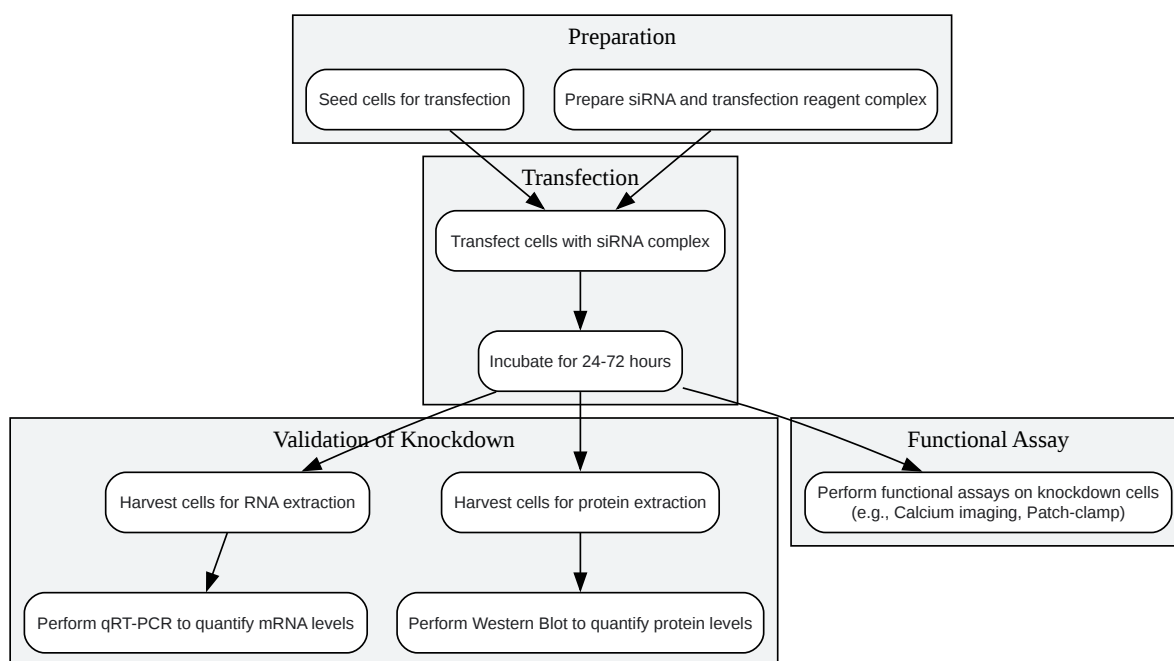 Preparation
Seed cells for transfection
Prepare siRNA and transfection reagent complex
Transfection
Transfect cells with siRNA complex
Incubate for 24-72 hours
Validation of Knockdown
Functional Assay
Harvest cells for RNA extraction
Harvest cells for protein extraction
Perform functional assays on knockdown cells
(e.g., Calcium imaging, Patch-clamp)
Perform qRT-PCR to quantify mRNA levels
Perform Western Blot to quantify protein levels